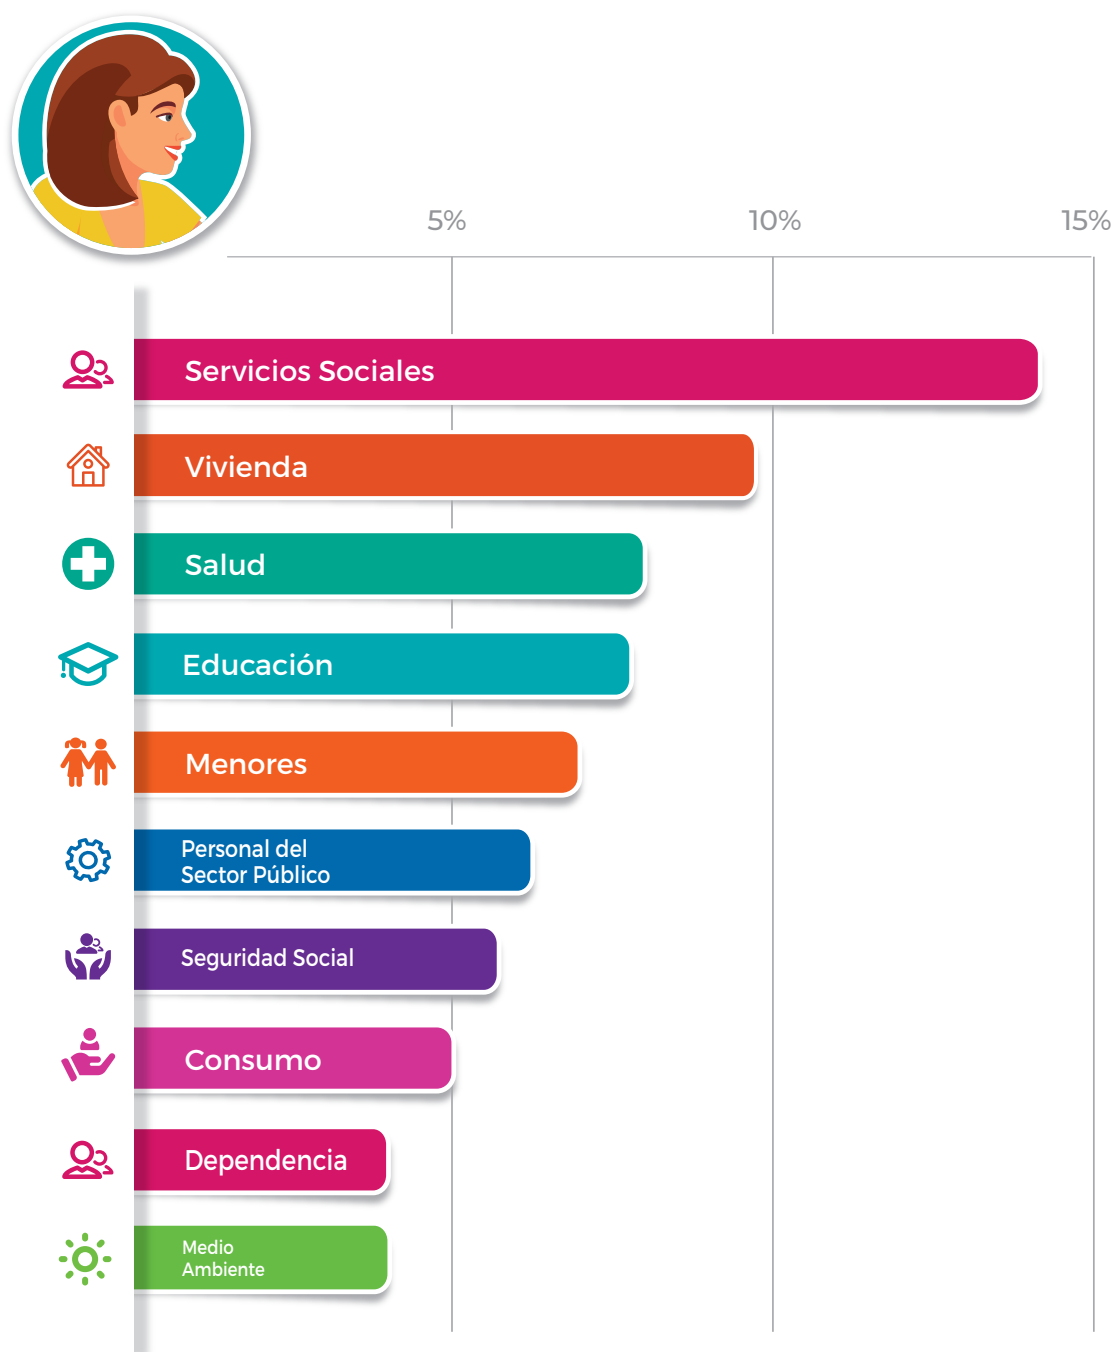 5%
10%
15%
Servicios Sociales
Vivienda
Salud
Educación
Menores
Personal del
Sector Público
Seguridad Social
Consumo
Dependencia
Medio
Ambiente